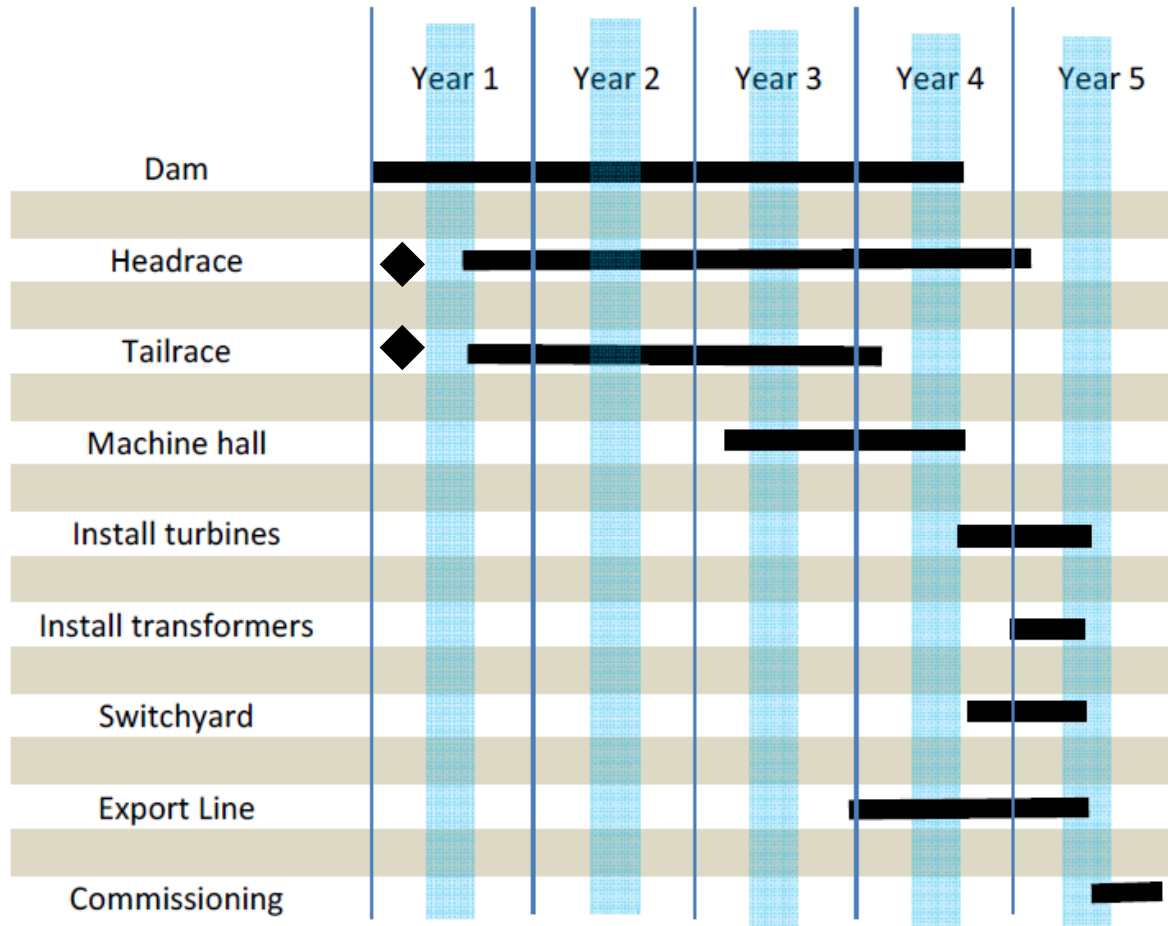 Year 1 Year 2 Year 3 Year 4 Year 5
Dam
Headrace
Tailrace
Machine hall
Install turbines
Install transformers
Switchyard
Export Line
Commissioning